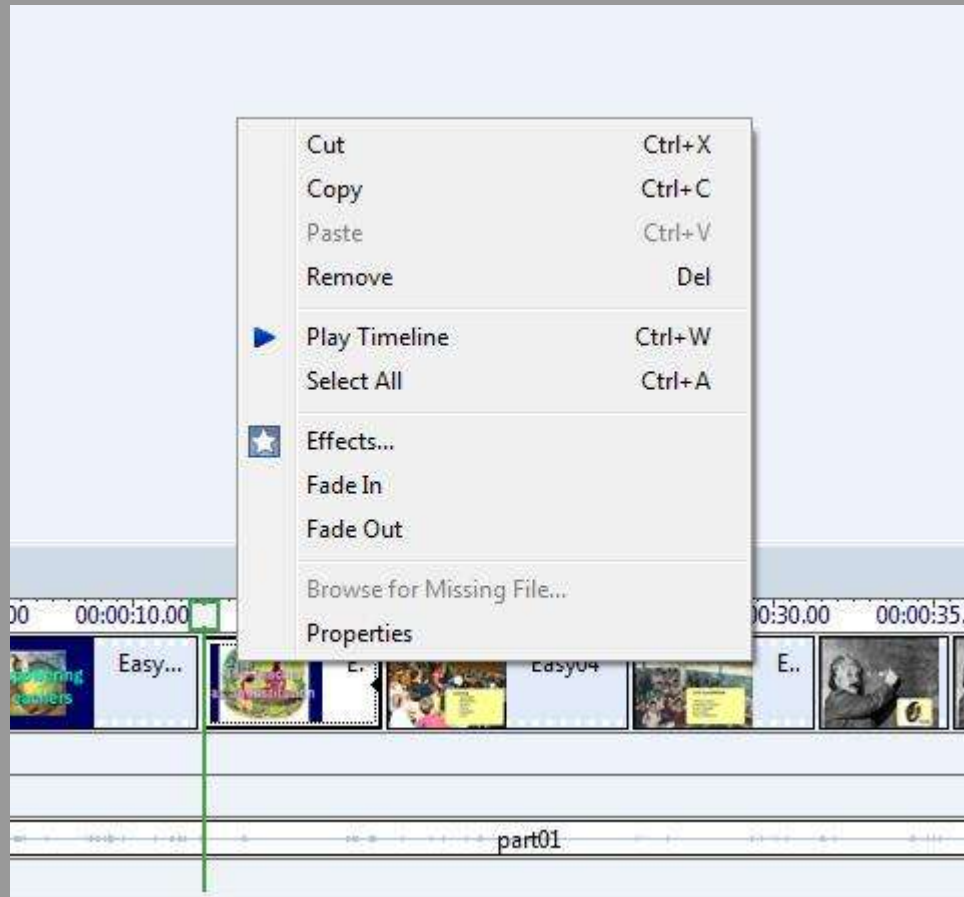 Cut Ctrl+X
Copy Ctrl+C
Paste Ctrl+V
Remove Del
Play Timeline Ctrl+W
Select All Ctrl+A
Effects...
Fade In
Fade Out
Browse for Missing File...
Properties
00 00:00:10.00 0:30.00 00:00:35.
Easy... E. Easy04 E..
part01